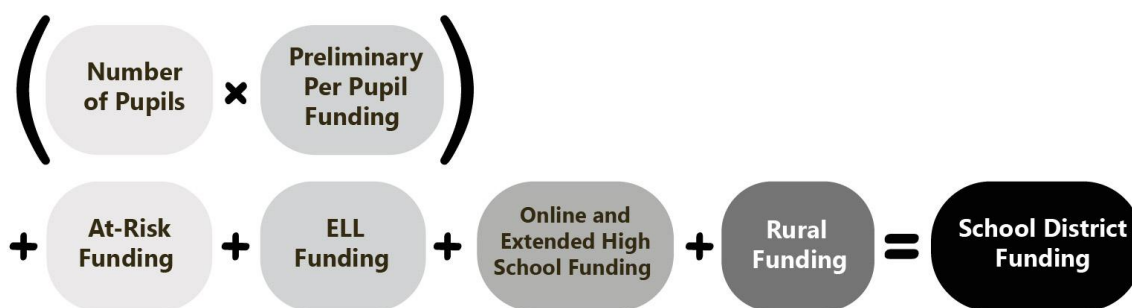 (Number of Pupils × Preliminary Per Pupil Funding)
+ At-Risk Funding + ELL Funding + Online and Extended High School Funding + Rural Funding = School District Funding